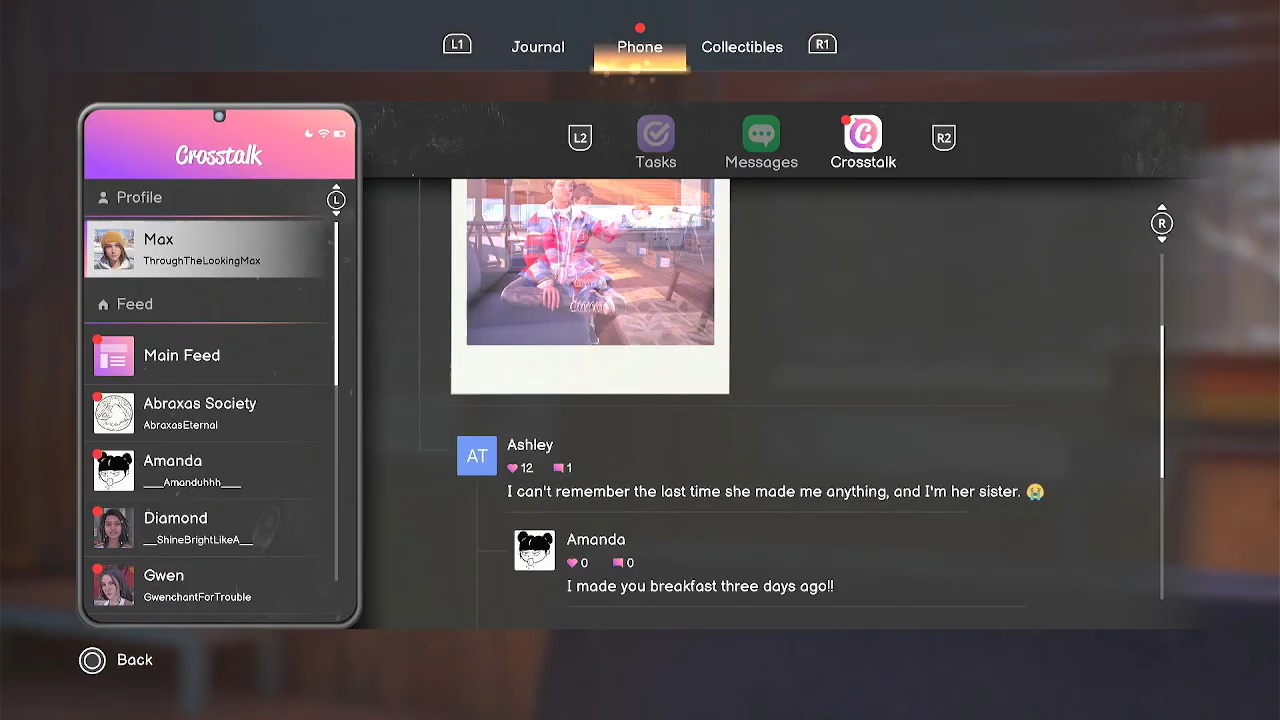 L1
Journal
Phone
Collectibles
R1
Crosstalk
L2
Tasks
Messages
Crosstalk
R2
Profile
L
Max
ThroughTheLookingMax
Feed
Main Feed
Abraxas Society
AbraxasEternal
Amanda
___Amanduhhh___
Diamond
__ShineBrightLikeA__
Gwen
GwenchantForTrouble
R
AT
Ashley
12
1
I can't remember the last time she made me anything, and I'm her sister. 😭
Amanda
0
0
I made you breakfast three days ago!!
Back